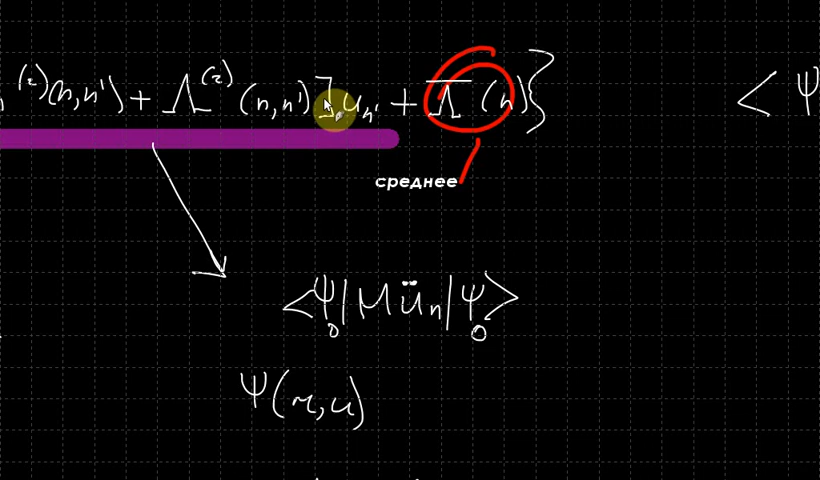 ⁽²⁾(n,n') + Λ⁽²⁾(n,n')] u_n' + Λ̅(n)}
< Ψ
среднее
<Ψ₀|M ü_n|Ψ₀>
Ψ(r,u)